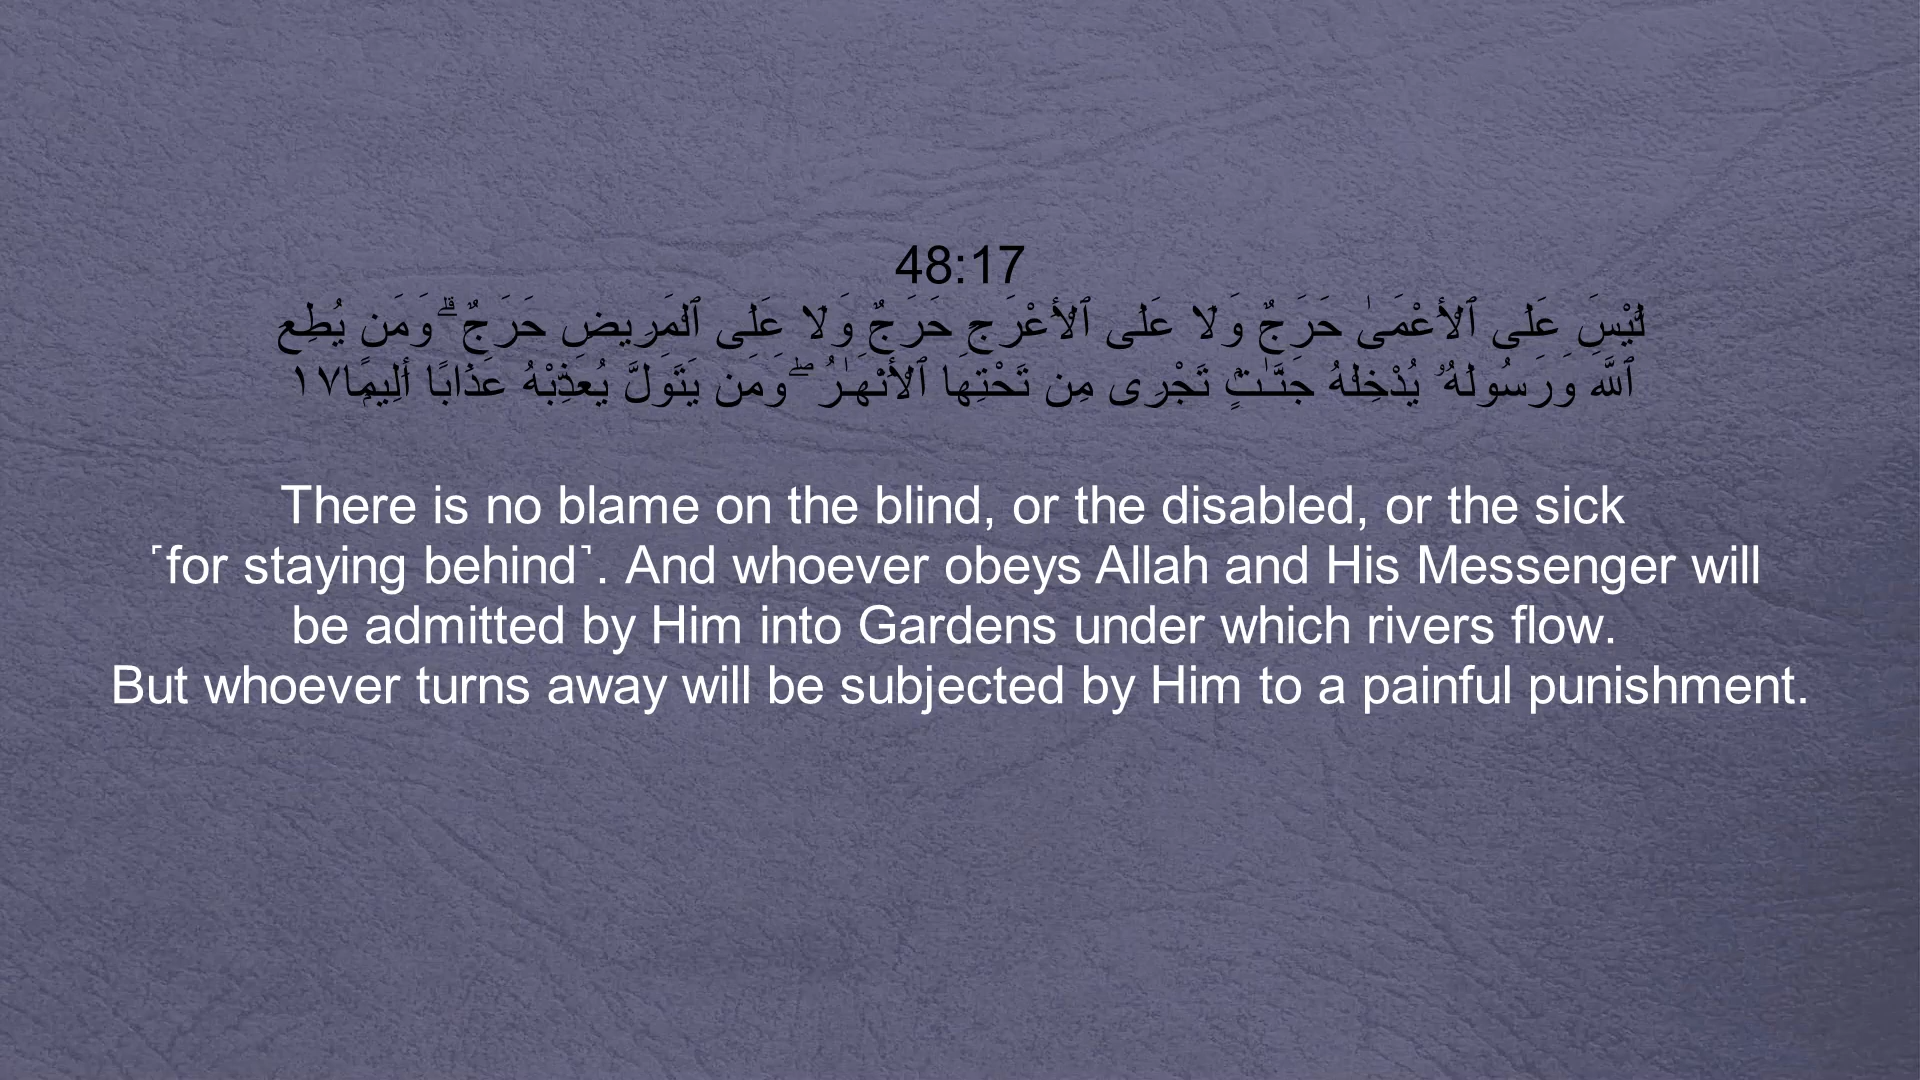 48:17
لَّيْسَ عَلَى ٱلْأَعْمَىٰ حَرَجٌ وَلَا عَلَى ٱلْأَعْرَجِ حَرَجٌ وَلَا عَلَى ٱلْمَرِيضِ حَرَجٌ ۗ وَمَن يُطِعِ
ٱللَّهَ وَرَسُولَهُۥ يُدْخِلْهُ جَنَّـٰتٍۢ تَجْرِى مِن تَحْتِهَا ٱلْأَنْهَـٰرُ ۖ وَمَن يَتَوَلَّ يُعَذِّبْهُ عَذَابًا أَلِيمًۭا ١٧
There is no blame on the blind, or the disabled, or the sick
˹for staying behind˺. And whoever obeys Allah and His Messenger will
be admitted by Him into Gardens under which rivers flow.
But whoever turns away will be subjected by Him to a painful punishment.